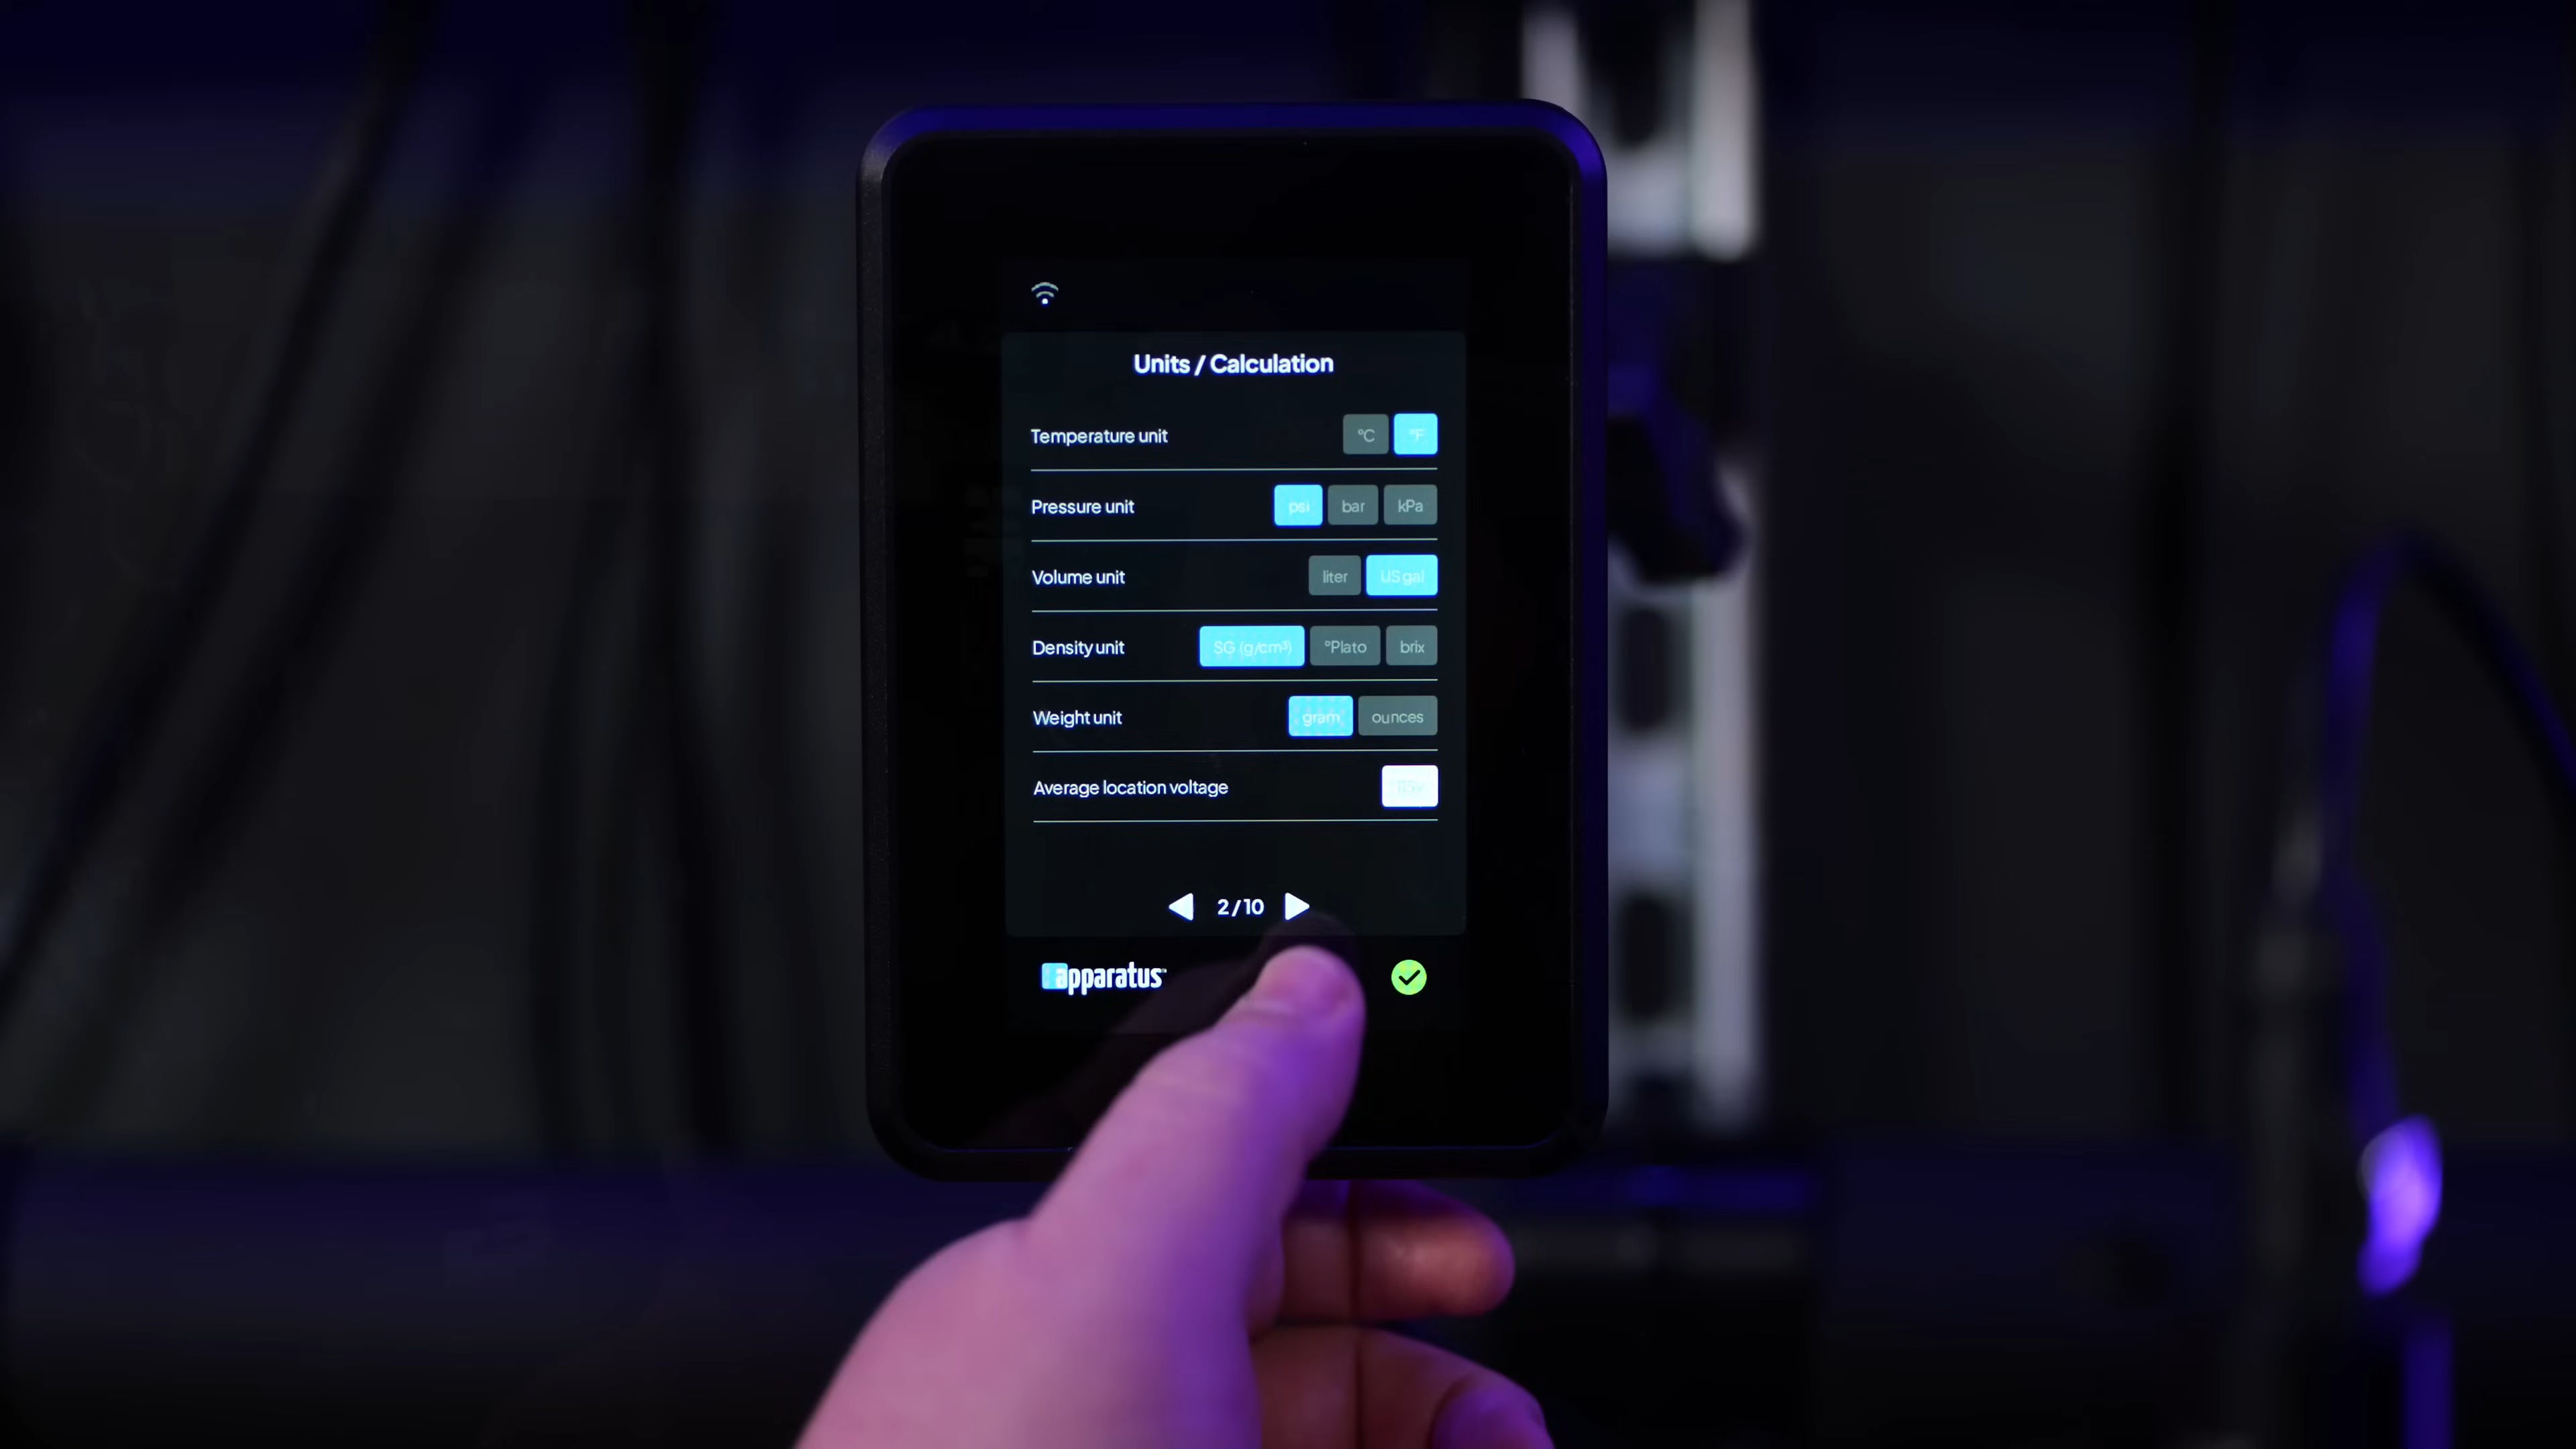 Units / Calculation
Temperature unit °C °F
Pressure unit psi bar kPa
Volume unit liter US gal
Density unit SG (g/cm³) °Plato brix
Weight unit gram ounces
Average location voltage
2/10
apparatus™